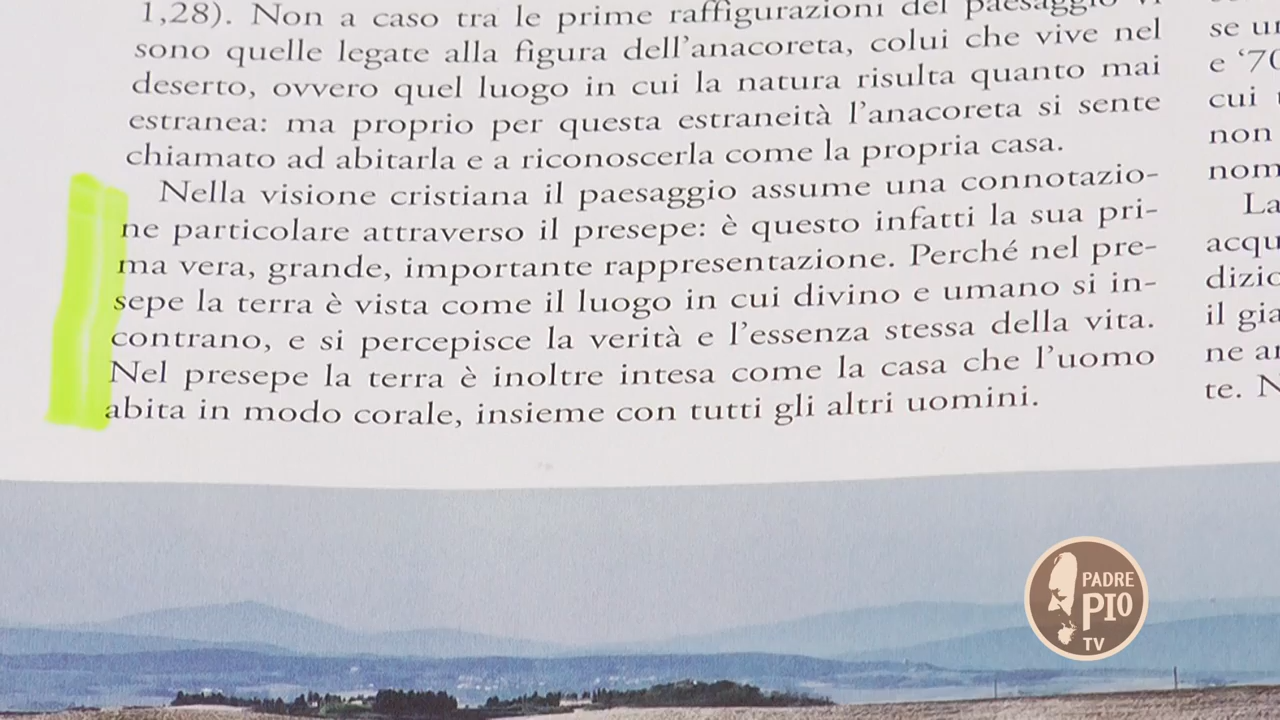 1,28). Non a caso tra le prime raffigurazioni del paesaggio vi
sono quelle legate alla figura dell'anacoreta, colui che vive nel
deserto, ovvero quel luogo in cui la natura risulta quanto mai
estranea: ma proprio per questa estraneità l'anacoreta si sente
chiamato ad abitarla e a riconoscerla come la propria casa.
Nella visione cristiana il paesaggio assume una connotazio-
ne particolare attraverso il presepe: è questo infatti la sua pri-
ma vera, grande, importante rappresentazione. Perché nel pre-
sepe la terra è vista come il luogo in cui divino e umano si in-
contrano, e si percepisce la verità e l'essenza stessa della vita.
Nel presepe la terra è inoltre intesa come la casa che l'uomo
abita in modo corale, insieme con tutti gli altri uomini.
se un
e '70
cui
non
nom
La
acqu
dizio
il gia
ne ar
te. N
PADRE
PIO
TV